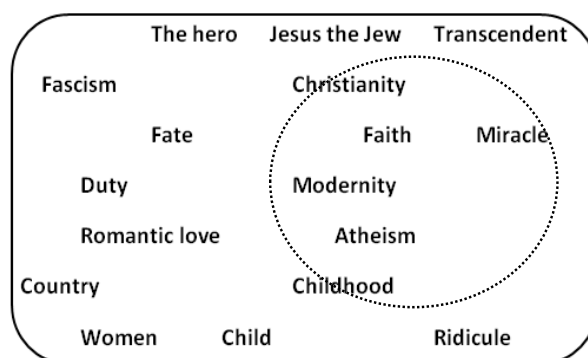 The hero Jesus the Jew Transcendent
Fascism Christianity
Fate Faith Miracle
Duty Modernity
Romantic love Atheism
Country Childhood
Women Child Ridicule